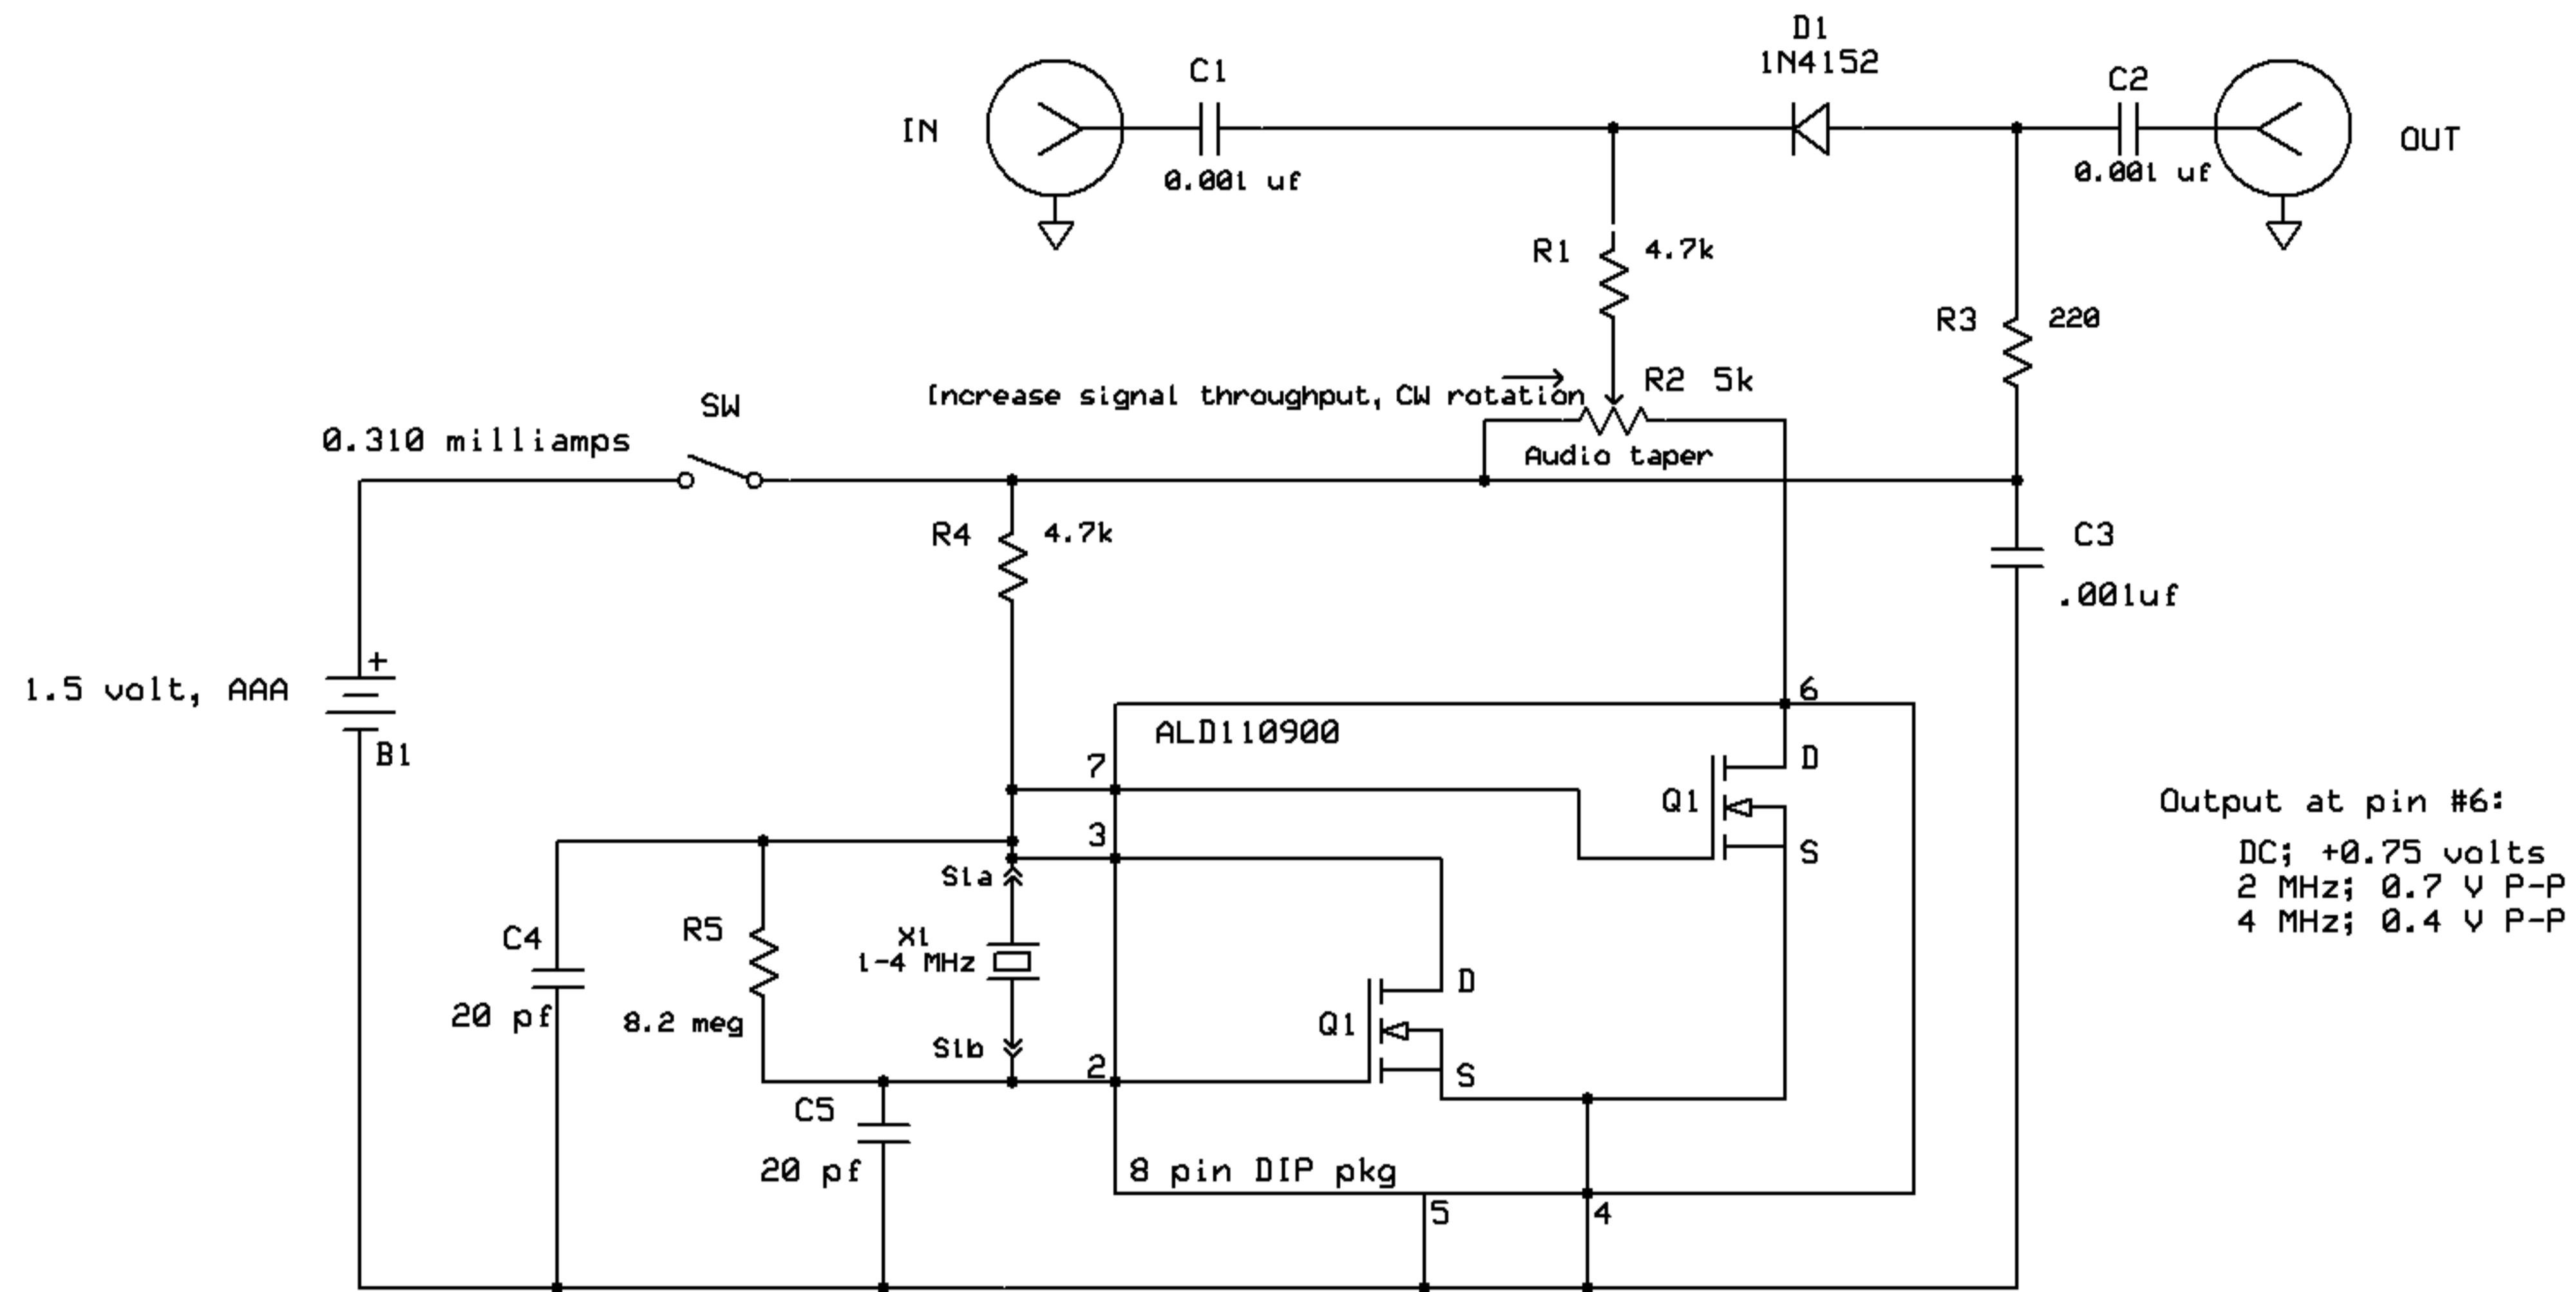 D1
1N4152
C1
C2
IN
OUT
0.001 uf
0.001 uf
R1 4.7k
R3 220
R2 5k
Increase signal throughput, CW rotation
Audio taper
SW
0.310 milliamps
R4 4.7k
C3
.001uf
+
1.5 volt, AAA
B1
6
ALD110900
D
7
Q1
S
3
Output at pin #6:
DC; +0.75 volts
2 MHz; 0.7 V P-P
4 MHz; 0.4 V P-P
S1a
C4
R5
X1
1-4 MHz
D
20 pf
8.2 meg
Q1
S1b
2
S
C5
20 pf
8 pin DIP pkg
5
4